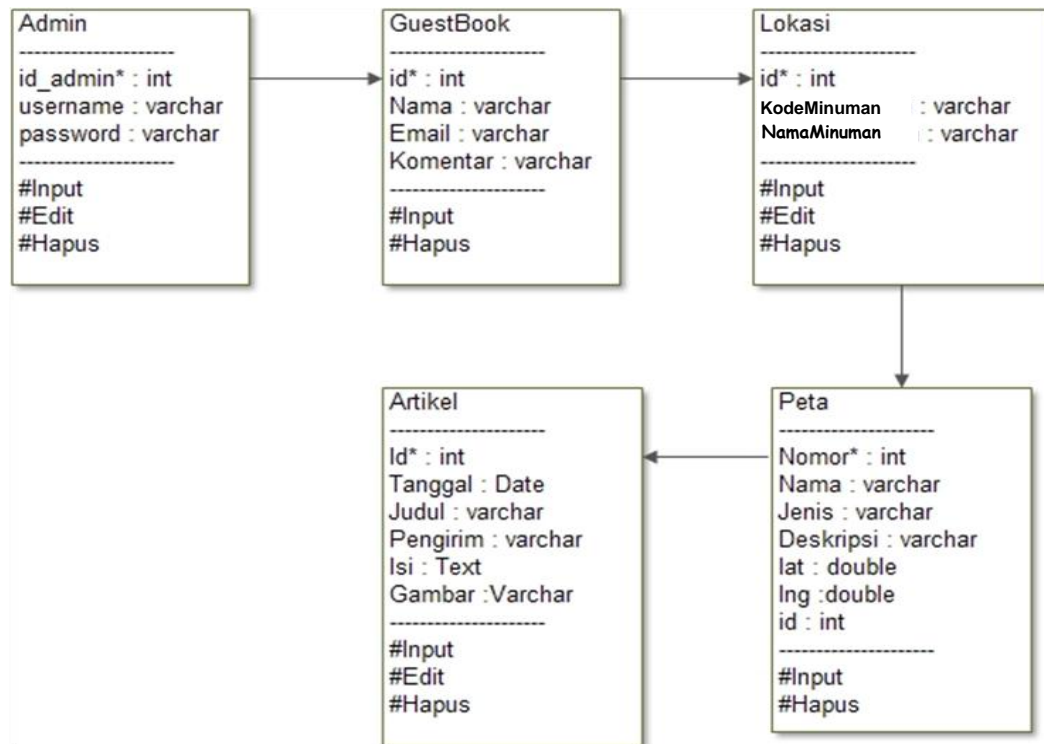 Admin
---------------------
id_admin* : int
username : varchar
password : varchar
---------------------
#Input
#Edit
#Hapus
GuestBook
---------------------
id* : int
Nama : varchar
Email : varchar
Komentar : varchar
---------------------
#Input
#Hapus
Lokasi
---------------------
id* : int
KodeMinuman : varchar
NamaMinuman : varchar
---------------------
#Input
#Edit
#Hapus
Artikel
---------------------
Id* : int
Tanggal : Date
Judul : varchar
Pengirim : varchar
Isi : Text
Gambar :Varchar
---------------------
#Input
#Edit
#Hapus
Peta
---------------------
Nomor* : int
Nama : varchar
Jenis : varchar
Deskripsi : varchar
lat : double
lng :double
id : int
---------------------
#Input
#Hapus